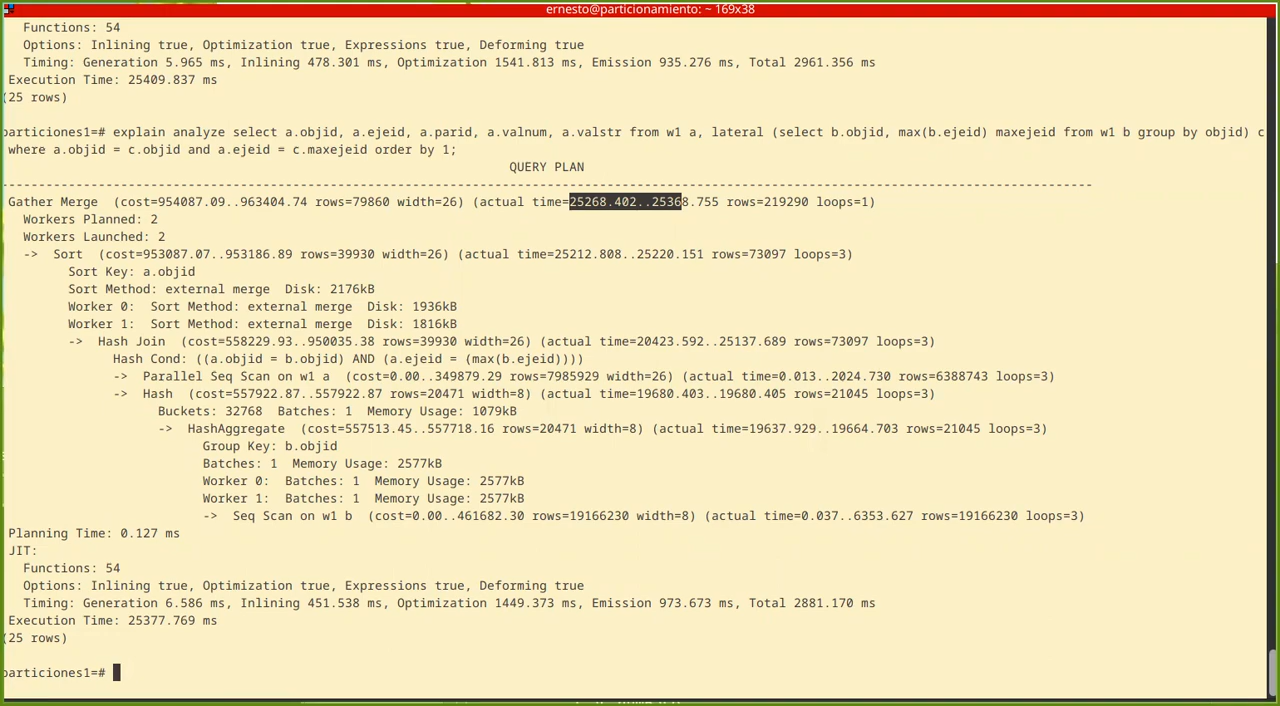 ernesto@particionamiento: ~ 169x38
Functions: 54
Options: Inlining true, Optimization true, Expressions true, Deforming true
Timing: Generation 5.965 ms, Inlining 478.301 ms, Optimization 1541.813 ms, Emission 935.276 ms, Total 2961.356 ms
Execution Time: 25409.837 ms
(25 rows)
particiones1=# explain analyze select a.objid, a.ejeid, a.parid, a.valnum, a.valstr from w1 a, lateral (select b.objid, max(b.ejeid) maxejeid from w1 b group by objid) c
where a.objid = c.objid and a.ejeid = c.maxejeid order by 1;
QUERY PLAN
--------------------------------------------------------------------------------------------------------------------------------------------------
Gather Merge  (cost=954087.09..963404.74 rows=79860 width=26) (actual time=25268.402..25368.755 rows=219290 loops=1)
Workers Planned: 2
Workers Launched: 2
->  Sort  (cost=953087.07..953186.89 rows=39930 width=26) (actual time=25212.808..25220.151 rows=73097 loops=3)
Sort Key: a.objid
Sort Method: external merge  Disk: 2176kB
Worker 0:  Sort Method: external merge  Disk: 1936kB
Worker 1:  Sort Method: external merge  Disk: 1816kB
->  Hash Join  (cost=558229.93..950035.38 rows=39930 width=26) (actual time=20423.592..25137.689 rows=73097 loops=3)
Hash Cond: ((a.objid = b.objid) AND (a.ejeid = (max(b.ejeid))))
->  Parallel Seq Scan on w1 a  (cost=0.00..349879.29 rows=7985929 width=26) (actual time=0.013..2024.730 rows=6388743 loops=3)
->  Hash  (cost=557922.87..557922.87 rows=20471 width=8) (actual time=19680.403..19680.405 rows=21045 loops=3)
Buckets: 32768  Batches: 1  Memory Usage: 1079kB
->  HashAggregate  (cost=557513.45..557718.16 rows=20471 width=8) (actual time=19637.929..19664.703 rows=21045 loops=3)
Group Key: b.objid
Batches: 1  Memory Usage: 2577kB
Worker 0:  Batches: 1  Memory Usage: 2577kB
Worker 1:  Batches: 1  Memory Usage: 2577kB
->  Seq Scan on w1 b  (cost=0.00..461682.30 rows=19166230 width=8) (actual time=0.037..6353.627 rows=19166230 loops=3)
Planning Time: 0.127 ms
JIT:
Functions: 54
Options: Inlining true, Optimization true, Expressions true, Deforming true
Timing: Generation 6.586 ms, Inlining 451.538 ms, Optimization 1449.373 ms, Emission 973.673 ms, Total 2881.170 ms
Execution Time: 25377.769 ms
(25 rows)
particiones1=#